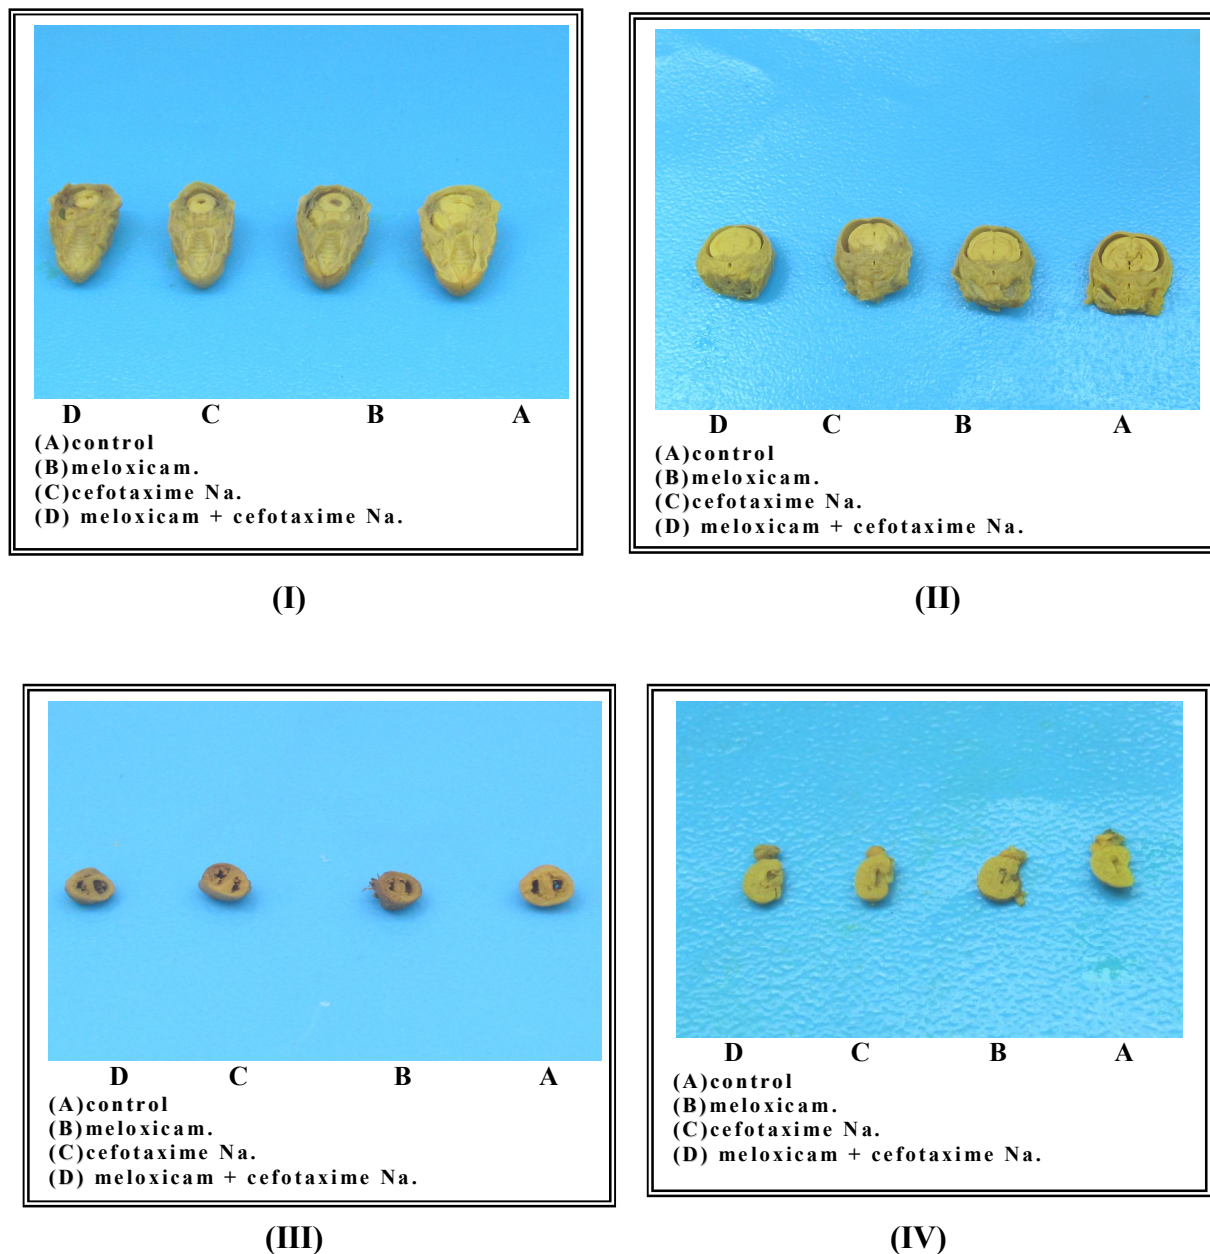 D C B A
(A)control
(B)meloxicam.
(C)cefotaxime Na.
(D) meloxicam + cefotaxime Na.
(I)
D C B A
(A)control
(B)meloxicam.
(C)cefotaxime Na.
(D) meloxicam + cefotaxime Na.
(II)
D C B A
(A)control
(B)meloxicam.
(C)cefotaxime Na.
(D) meloxicam + cefotaxime Na.
(III)
D C B A
(A)control
(B)meloxicam.
(C)cefotaxime Na.
(D) meloxicam + cefotaxime Na.
(IV)